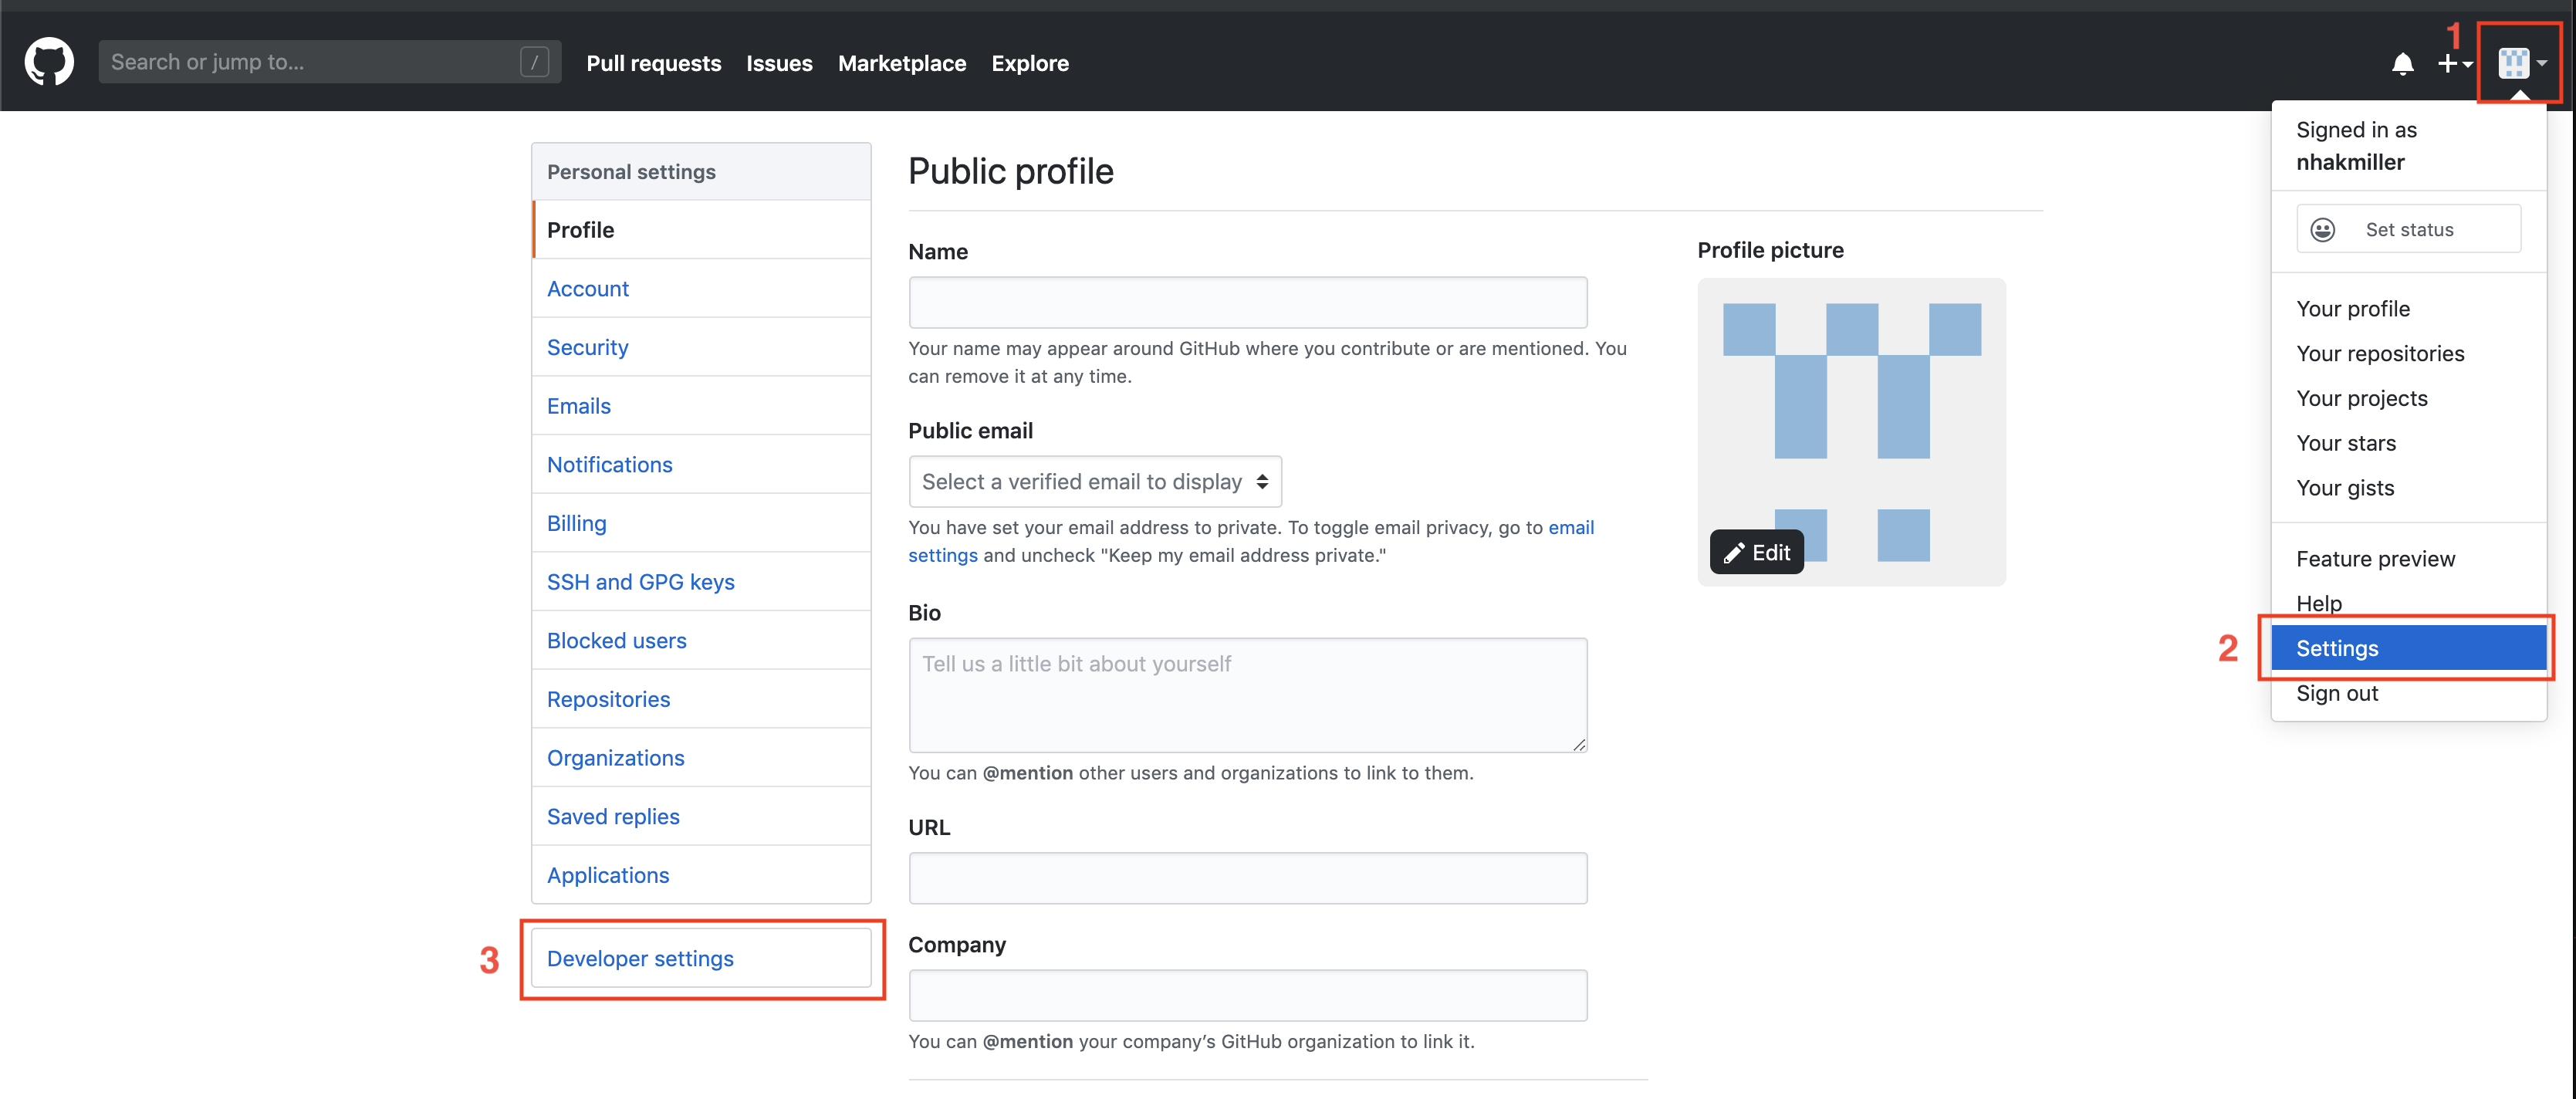 Search or jump to... /
Pull requests
Issues
Marketplace
Explore
1
Signed in as
nhakmiller
Set status
Your profile
Your repositories
Your projects
Your stars
Your gists
Feature preview
Help
2
Settings
Sign out
Personal settings
Profile
Account
Security
Emails
Notifications
Billing
SSH and GPG keys
Blocked users
Repositories
Organizations
Saved replies
Applications
3
Developer settings
Public profile
Name
Your name may appear around GitHub where you contribute or are mentioned. You
can remove it at any time.
Public email
Select a verified email to display
You have set your email address to private. To toggle email privacy, go to email
settings and uncheck "Keep my email address private."
Bio
Tell us a little bit about yourself
You can @mention other users and organizations to link to them.
URL
Company
You can @mention your company’s GitHub organization to link it.
Profile picture
Edit